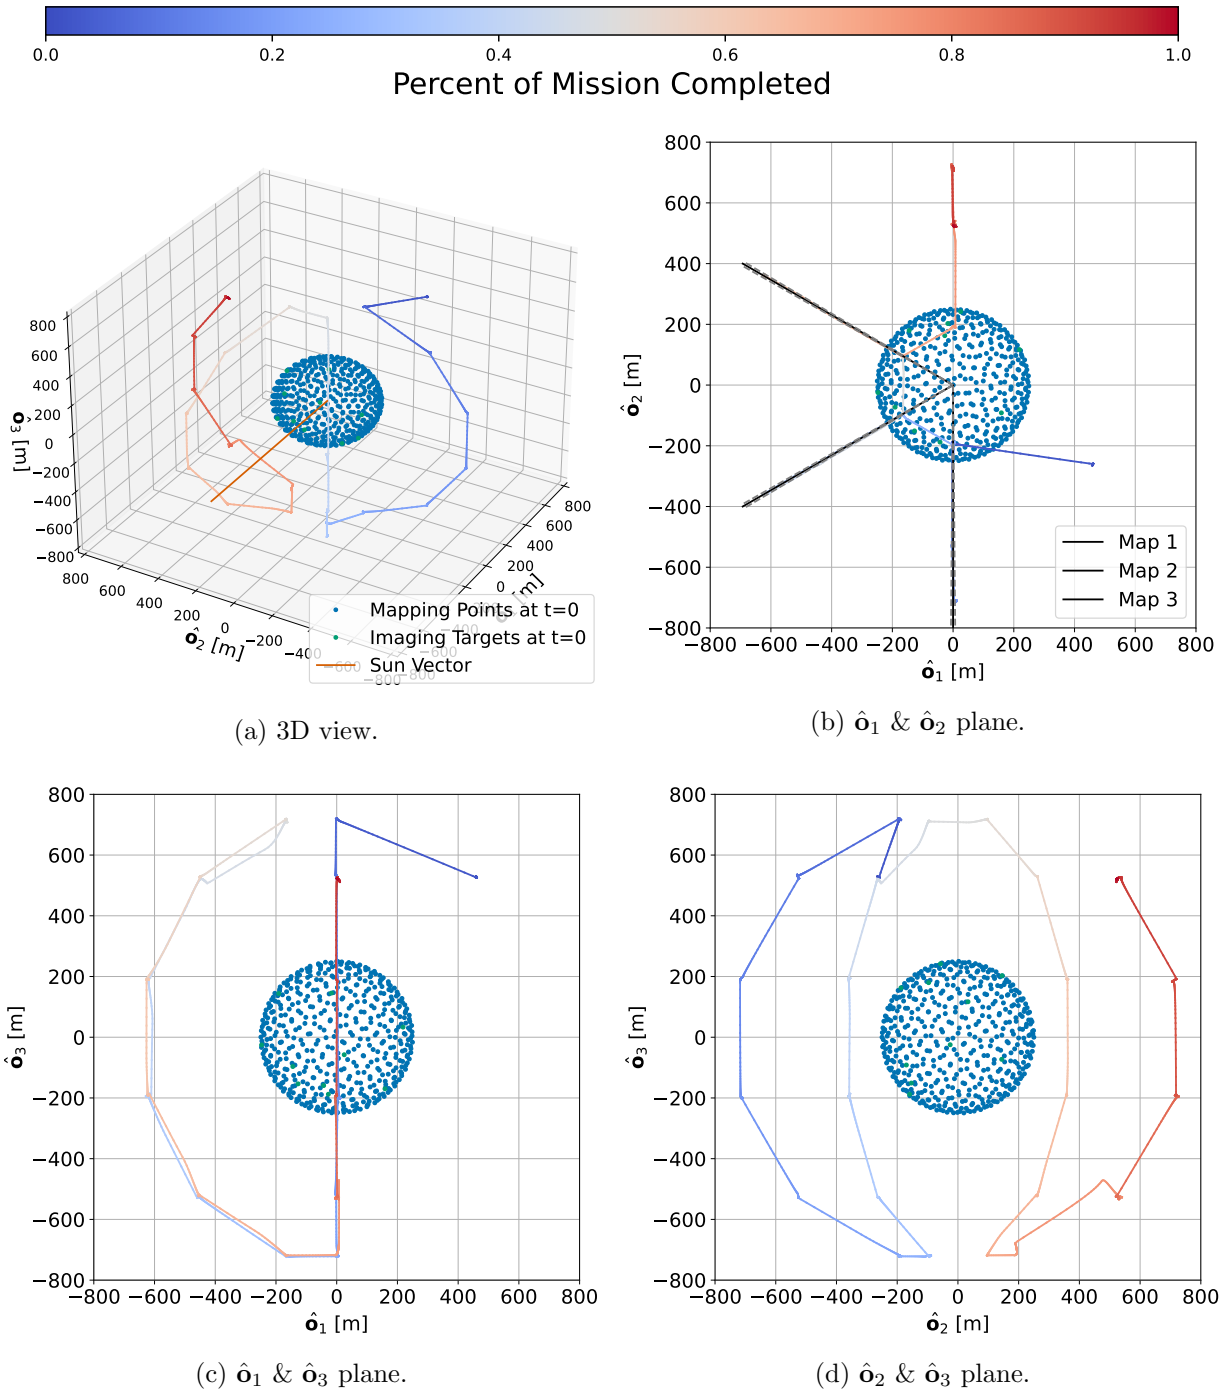 0.0 0.2 0.4 0.6 0.8 1.0
Percent of Mission Completed
800
600
400
200
0
−200
−400
−600
−800
ô₃ [m]
800 600 400 200 0 −200 −400 −600 −800
ô₂ [m]
800
600
400
200
0
−400
−600
−800
[m]
Mapping Points at t=0
Imaging Targets at t=0
Sun Vector
(a) 3D view.
800
600
400
200
0
−200
−400
−600
−800
ô₂ [m]
Map 1
Map 2
Map 3
−800 −600 −400 −200 0 200 400 600 800
ô₁ [m]
(b) ô₁ & ô₂ plane.
800
600
400
200
0
−200
−400
−600
−800
ô₃ [m]
−800 −600 −400 −200 0 200 400 600 800
ô₁ [m]
(c) ô₁ & ô₃ plane.
800
600
400
200
0
−200
−400
−600
−800
ô₃ [m]
−800 −600 −400 −200 0 200 400 600 800
ô₂ [m]
(d) ô₂ & ô₃ plane.